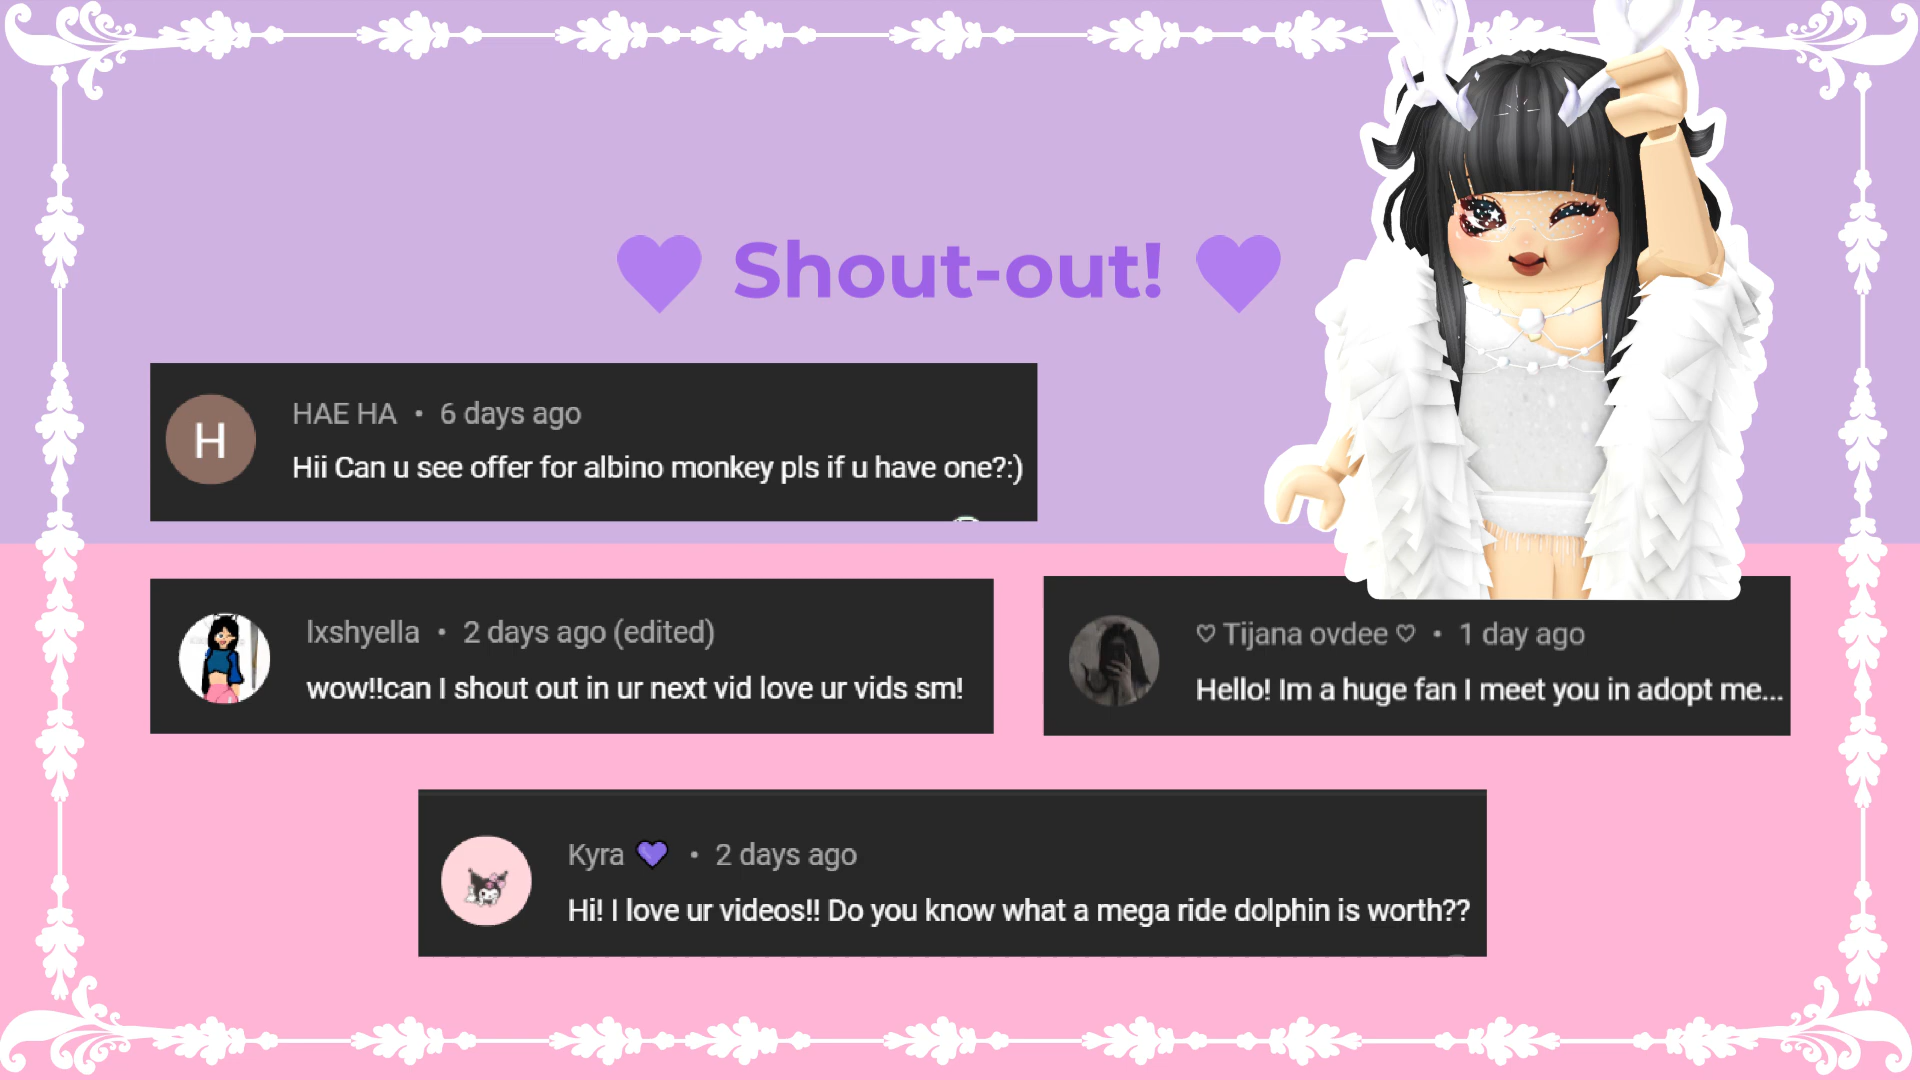 Shout-out!
H
HAE HA • 6 days ago
Hii Can u see offer for albino monkey pls if u have one?:)
lxshyella • 2 days ago (edited)
wow!!can I shout out in ur next vid love ur vids sm!
♡ Tijana ovdee ♡ • 1 day ago
Hello! Im a huge fan I meet you in adopt me...
Kyra 💜 • 2 days ago
Hi! I love ur videos!! Do you know what a mega ride dolphin is worth??